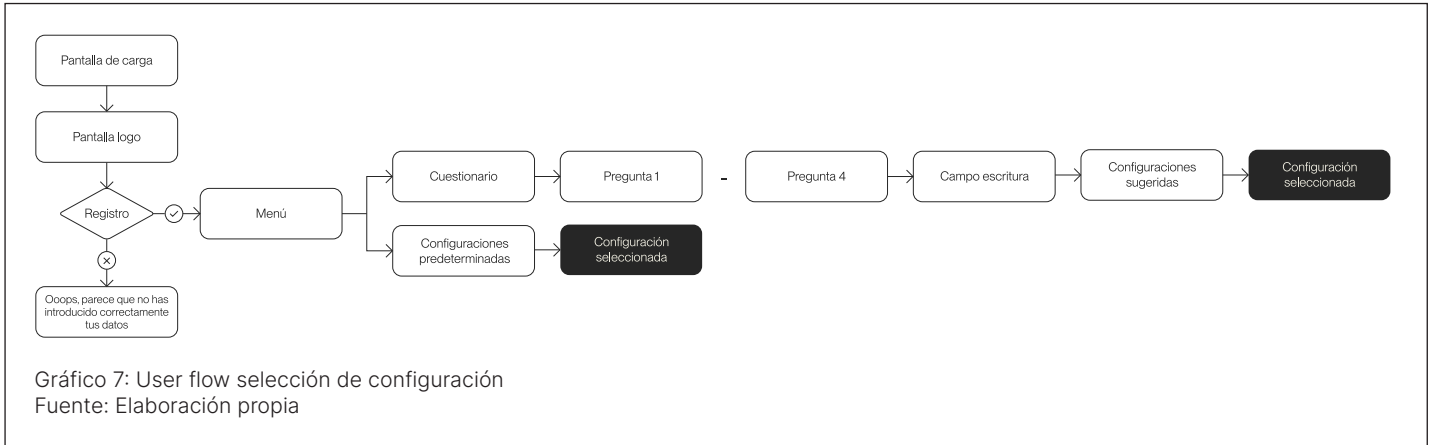 Pantalla de carga
Pantalla logo
Registro
Menú
Cuestionario
Pregunta 1
-
Pregunta 4
Campo escritura
Configuraciones
sugeridas
Configuración
seleccionada
Configuraciones
predeterminadas
Configuración
seleccionada
Ooops, parece que no has
introducido correctamente
tus datos
Gráfico 7: User flow selección de configuración
Fuente: Elaboración propia